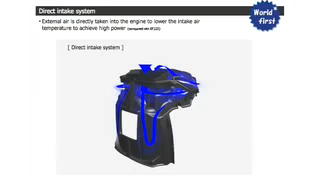 Direct intake system
World first
• External air is directly taken into the engine to lower the intake air
temperature to achieve high power
[ Direct intake system ]